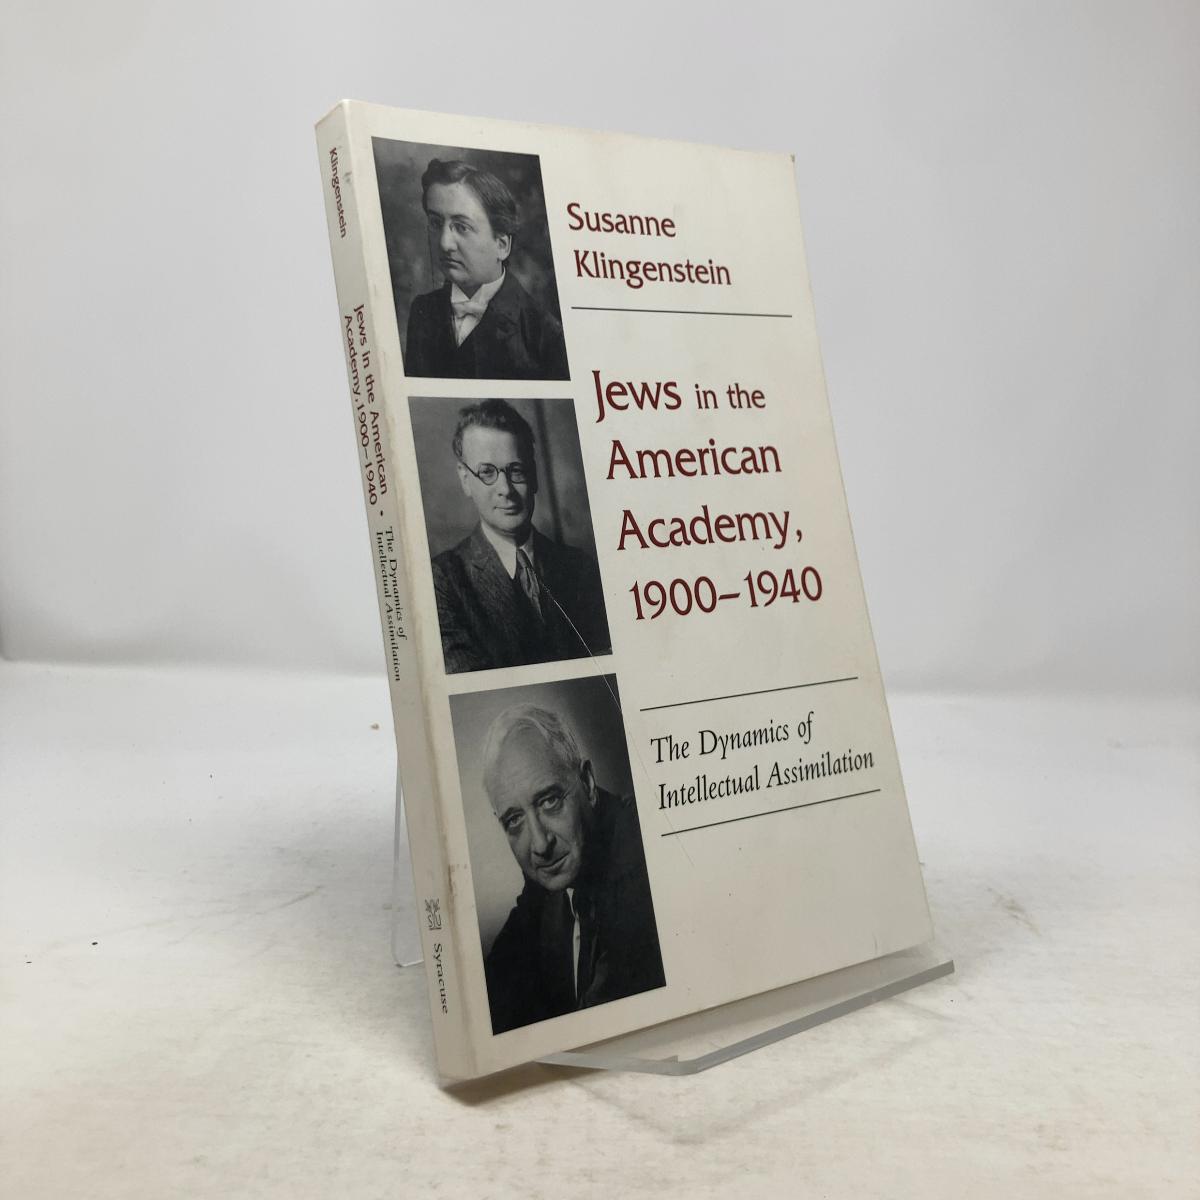 Susanne
Klingenstein
Jews in the
American
Academy,
1900–1940
The Dynamics of
Intellectual Assimilation
Klingenstein
Jews in the American
Academy, 1900–1940 •
The Dynamics of
Intellectual Assimilation
SU
Syracuse